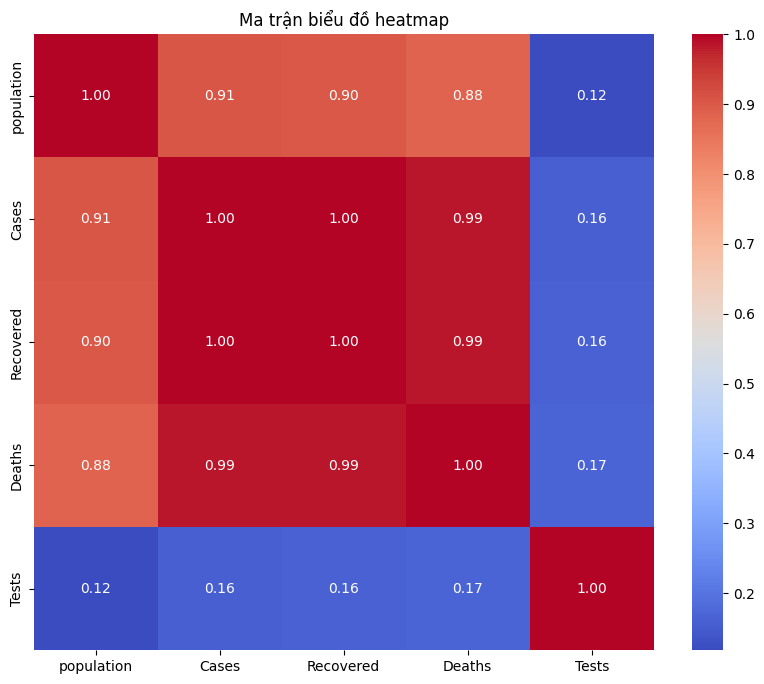 Ma trận biểu đồ heatmap
population 1.00 0.91 0.90 0.88 0.12
Cases 0.91 1.00 1.00 0.99 0.16
Recovered 0.90 1.00 1.00 0.99 0.16
Deaths 0.88 0.99 0.99 1.00 0.17
Tests 0.12 0.16 0.16 0.17 1.00
population Cases Recovered Deaths Tests
1.0
0.9
0.8
0.7
0.6
0.5
0.4
0.3
0.2